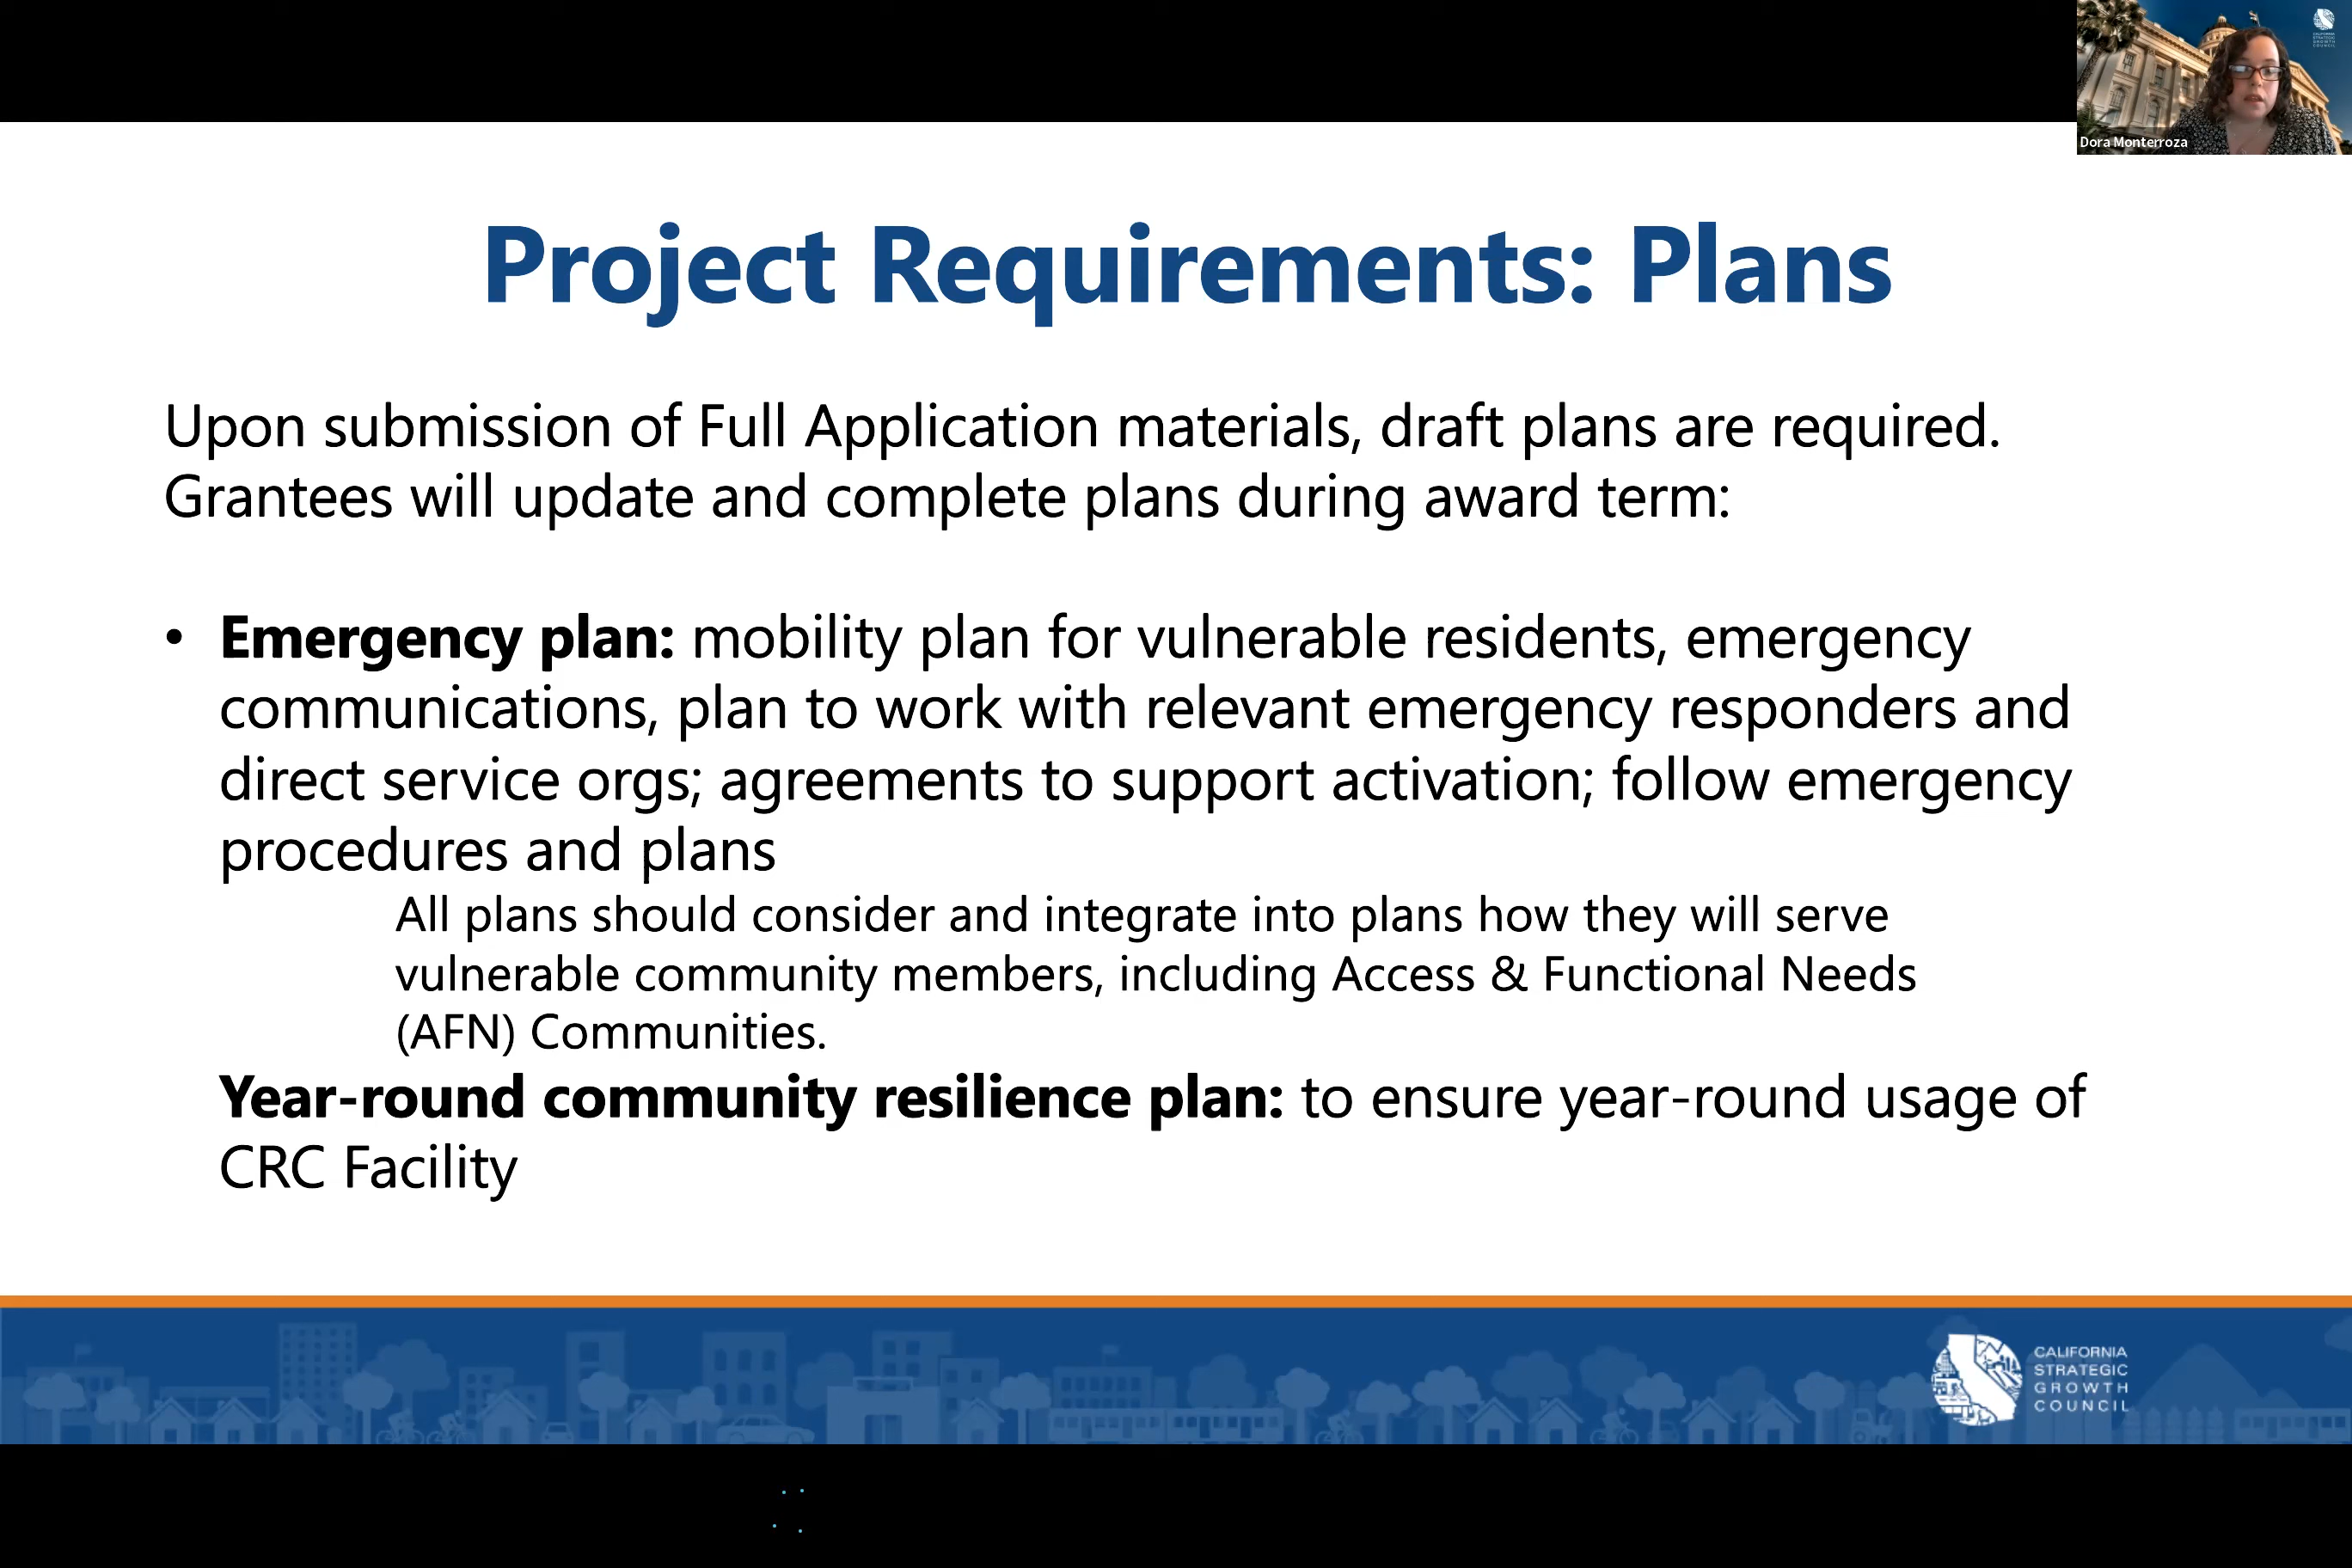 CALIFORNIA
STRATEGIC
GROWTH
COUNCIL
Dora Monterroza
Project Requirements: Plans
Upon submission of Full Application materials, draft plans are required.
Grantees will update and complete plans during award term:
• Emergency plan: mobility plan for vulnerable residents, emergency
communications, plan to work with relevant emergency responders and
direct service orgs; agreements to support activation; follow emergency
procedures and plans
All plans should consider and integrate into plans how they will serve
vulnerable community members, including Access & Functional Needs
(AFN) Communities.
Year-round community resilience plan: to ensure year-round usage of
CRC Facility
CALIFORNIA
STRATEGIC
GROWTH
COUNCIL